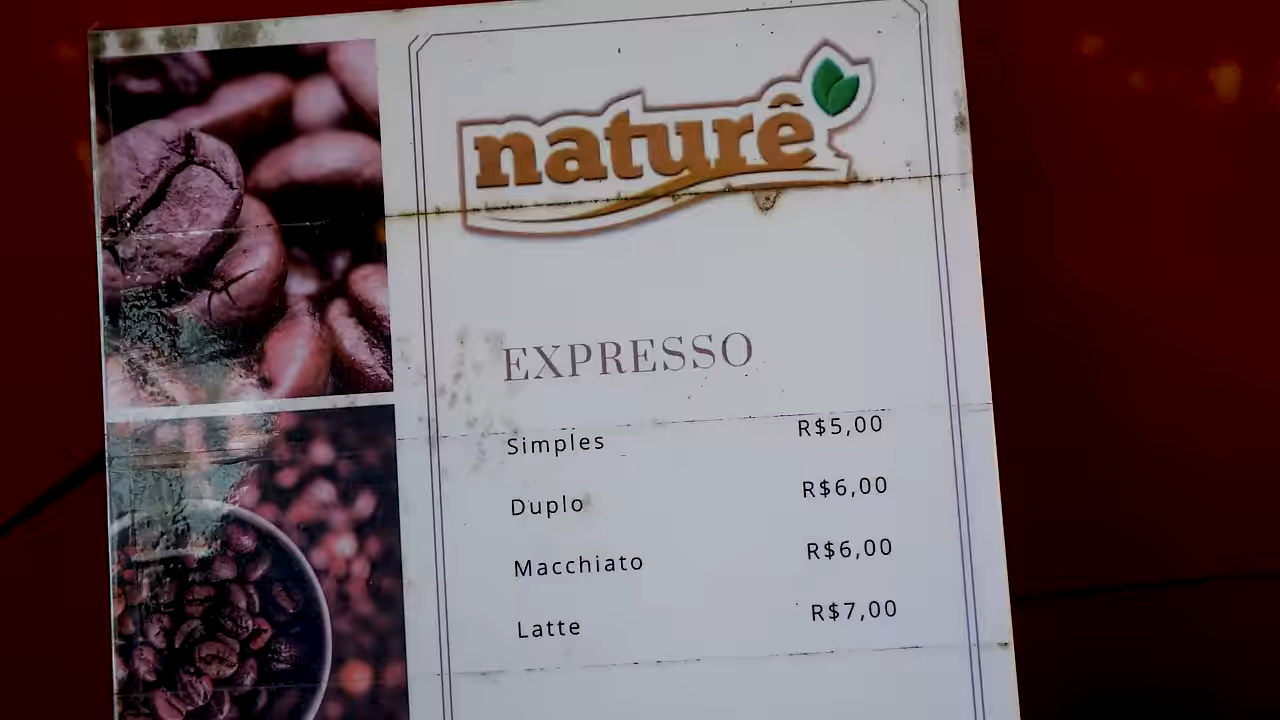 naturê
EXPRESSO
Simples R$5,00
Duplo R$6,00
Macchiato R$6,00
Latte R$7,00